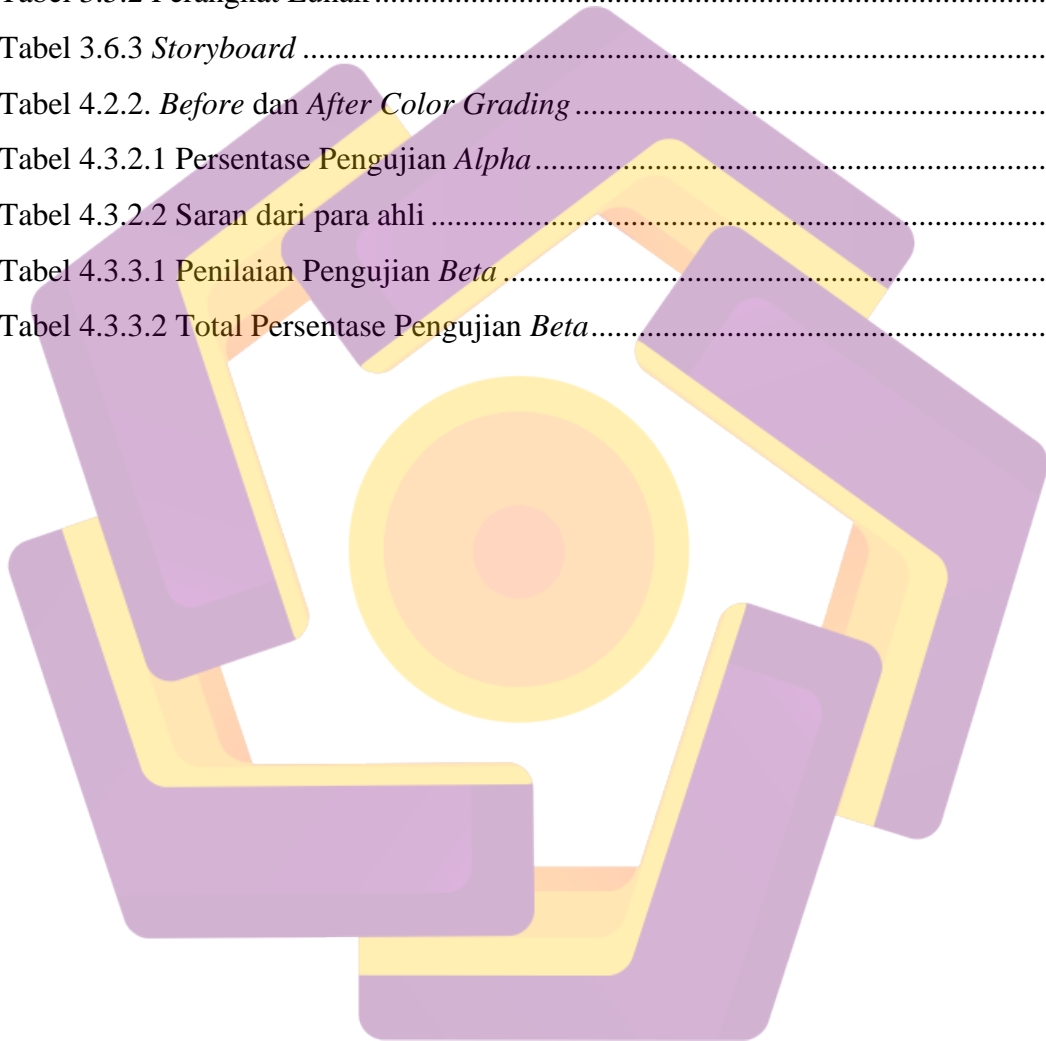 Tabel 3.6.3 Storyboard ........................................................................................................
Tabel 4.2.2. Before dan After Color Grading ..................................................................
Tabel 4.3.2.1 Persentase Pengujian Alpha ........................................................................
Tabel 4.3.2.2 Saran dari para ahli .....................................................................................
Tabel 4.3.3.1 Penilaian Pengujian Beta .............................................................................
Tabel 4.3.3.2 Total Persentase Pengujian Beta ................................................................